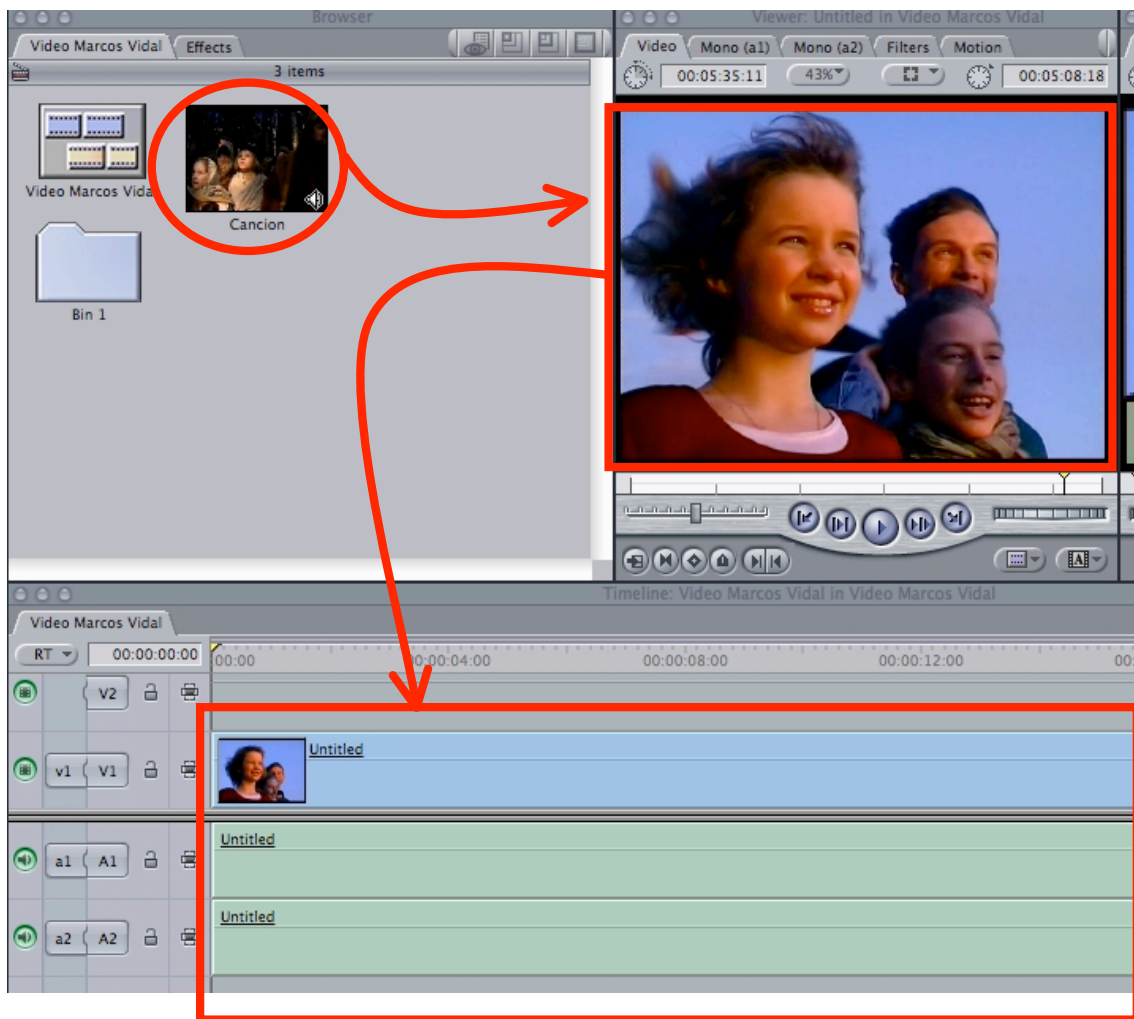 Browser
Video Marcos Vidal
Effects
3 items
Video Marcos Vida
Cancion
Bin 1
Viewer: Untitled in Video Marcos Vidal
Video
Mono (a1)
Mono (a2)
Filters
Motion
00:05:35:11
43%
00:05:08:18
A
Timeline: Video Marcos Vidal in Video Marcos Vidal
Video Marcos Vidal
RT
00:00:00:00
00:00
00:00:04:00
00:00:08:00
00:00:12:00
00:
V2
v1
V1
Untitled
a1
A1
Untitled
a2
A2
Untitled